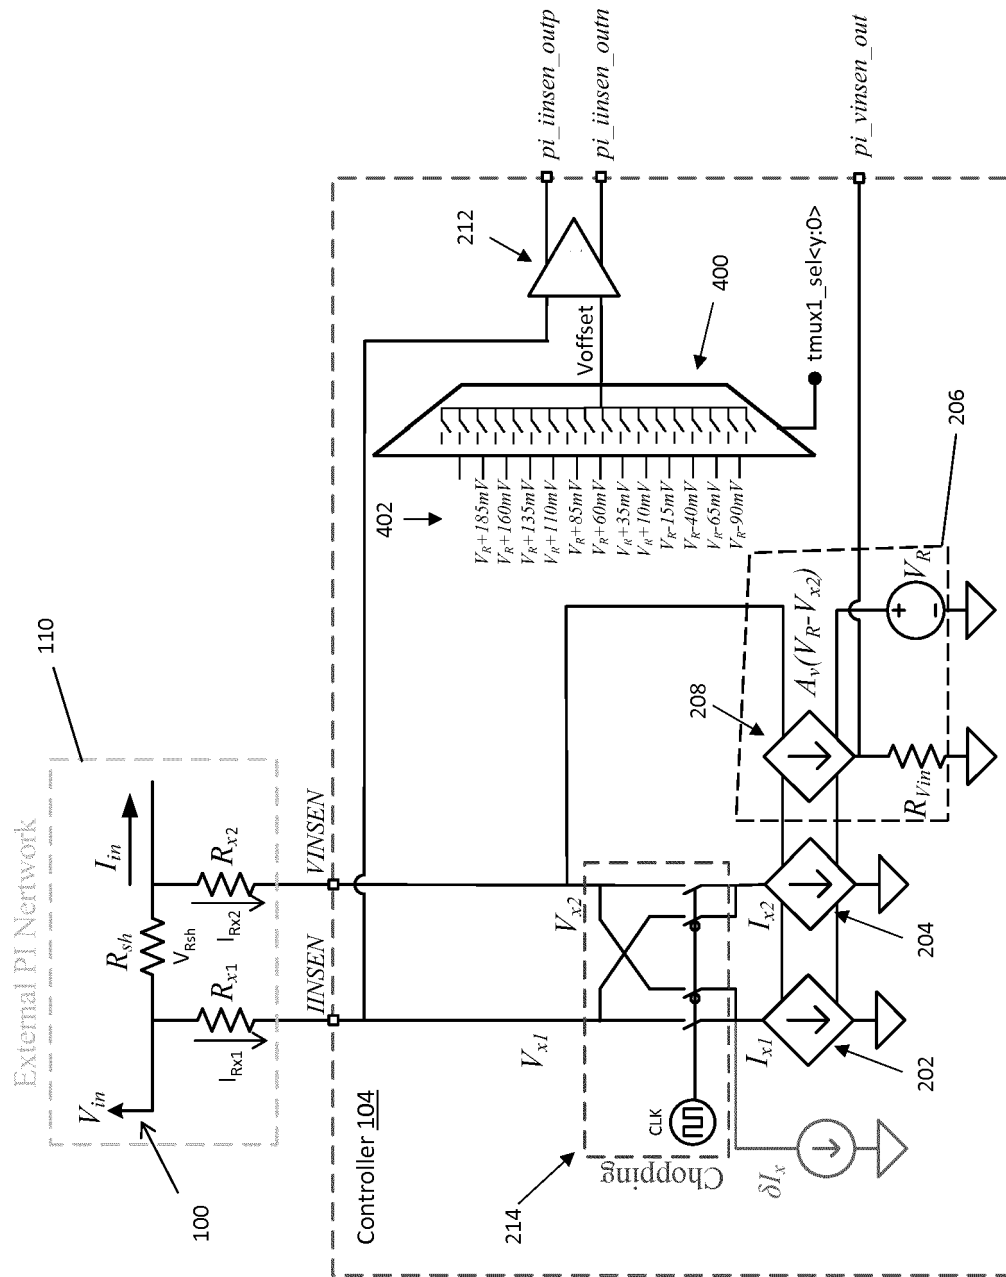 External PI Nertwork
110
100
V_in
I_in
R_sh
V_Rsh
R_x1
R_x2
I_Rx1
I_Rx2
IINSEN
VINSEN
Controller 104
pi_iinsen_outp
pi_iinsen_outn
pi_vinsen_out
212
Voffset
400
402
tmux1_sel<y:0>
V_R+185mV
V_R+160mV
V_R+135mV
V_R+110mV
V_R+85mV
V_R+60mV
V_R+35mV
V_R+10mV
V_R-15mV
V_R-40mV
V_R-65mV
V_R-90mV
V_x1
V_x2
214
Chopping
CLK
I_x1
I_x2
δI_x
202
204
208
206
A_v(V_R-V_x2)
R_Vin
V_R
+
-